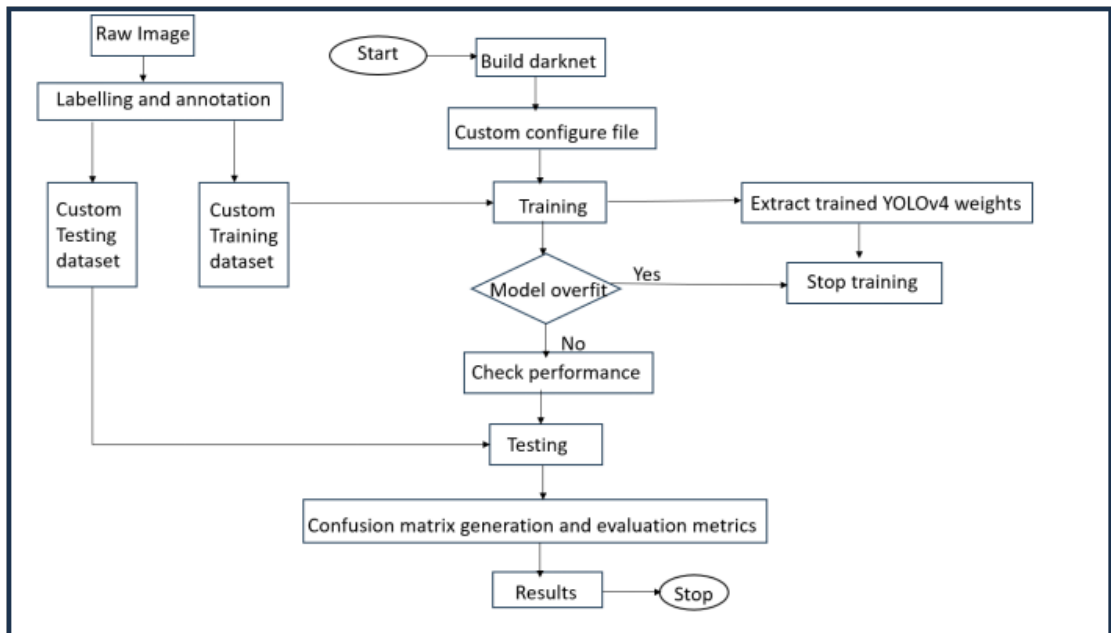 Raw Image
Start
Build darknet
Labelling and annotation
Custom configure file
Custom
Testing
dataset
Custom
Training
dataset
Training
Extract trained YOLOv4 weights
Model overfit
Yes
Stop training
No
Check performance
Testing
Confusion matrix generation and evaluation metrics
Results
Stop